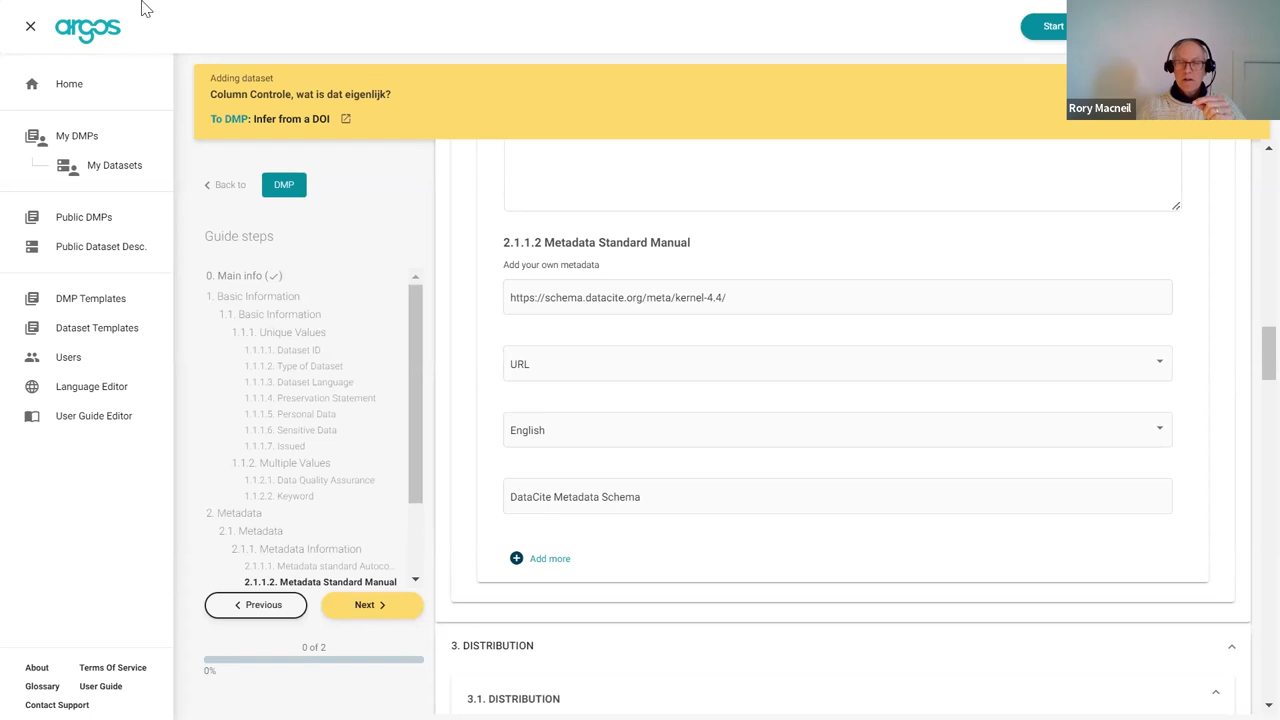 argos
Start
Rory Macneil
Home
My DMPs
My Datasets
Public DMPs
Public Dataset Desc.
DMP Templates
Dataset Templates
Users
Language Editor
User Guide Editor
About
Terms Of Service
Glossary
User Guide
Contact Support
Adding dataset
Column Controle, wat is dat eigenlijk?
To DMP: Infer from a DOI
Back to
DMP
Guide steps
0. Main info (✓)
1. Basic Information
1.1. Basic Information
1.1.1. Unique Values
1.1.1.1. Dataset ID
1.1.1.2. Type of Dataset
1.1.1.3. Dataset Language
1.1.1.4. Preservation Statement
1.1.1.5. Personal Data
1.1.1.6. Sensitive Data
1.1.1.7. Issued
1.1.2. Multiple Values
1.1.2.1. Data Quality Assurance
1.1.2.2. Keyword
2. Metadata
2.1. Metadata
2.1.1. Metadata Information
2.1.1.1. Metadata standard Autoco...
2.1.1.2. Metadata Standard Manual
Previous
Next
0 of 2
0%
2.1.1.2 Metadata Standard Manual
Add your own metadata
https://schema.datacite.org/meta/kernel-4.4/
URL
English
DataCite Metadata Schema
Add more
3. DISTRIBUTION
3.1. DISTRIBUTION